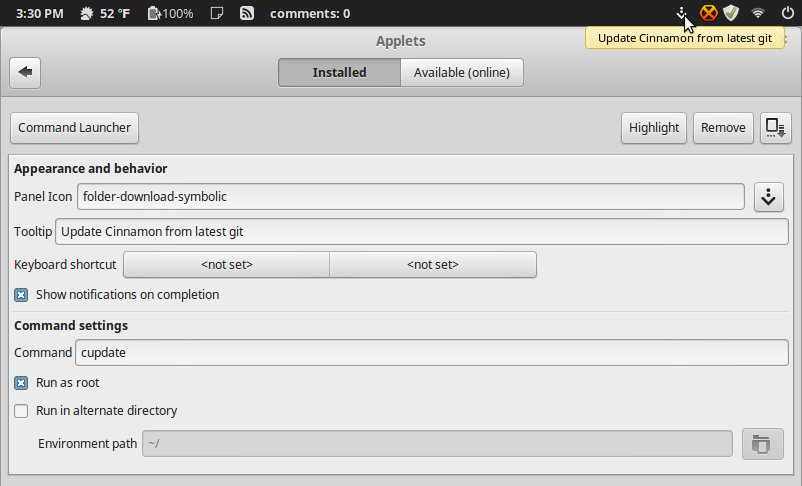 3:30 PM 52 °F 100% comments: 0
Update Cinnamon from latest git
Applets
Installed Available (online)
Command Launcher Highlight Remove
Appearance and behavior
Panel Icon folder-download-symbolic
Tooltip Update Cinnamon from latest git
Keyboard shortcut <not set> <not set>
Show notifications on completion
Command settings
Command cupdate
Run as root
Run in alternate directory
Environment path ~/